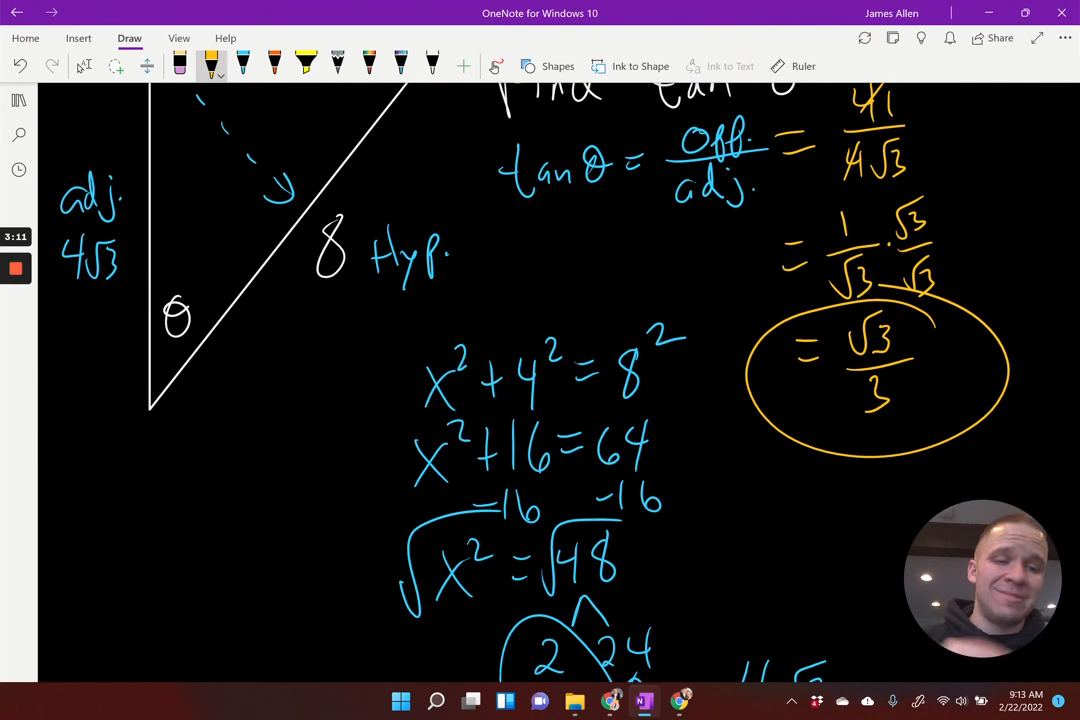 OneNote for Windows 10
James Allen
Home Insert Draw View Help
Share
Shapes Ink to Shape Ink to Text Ruler
Find tan θ
tan θ = opp. / adj. = 4 1 / 4√3
= 1/√3 · √3/√3
= √3/3
adj.
4√3
3:11
8 Hyp.
θ
x² + 4² = 8²
x² + 16 = 64
-16 -16
√x² = √48
2 24
9:13 AM
2/22/2022